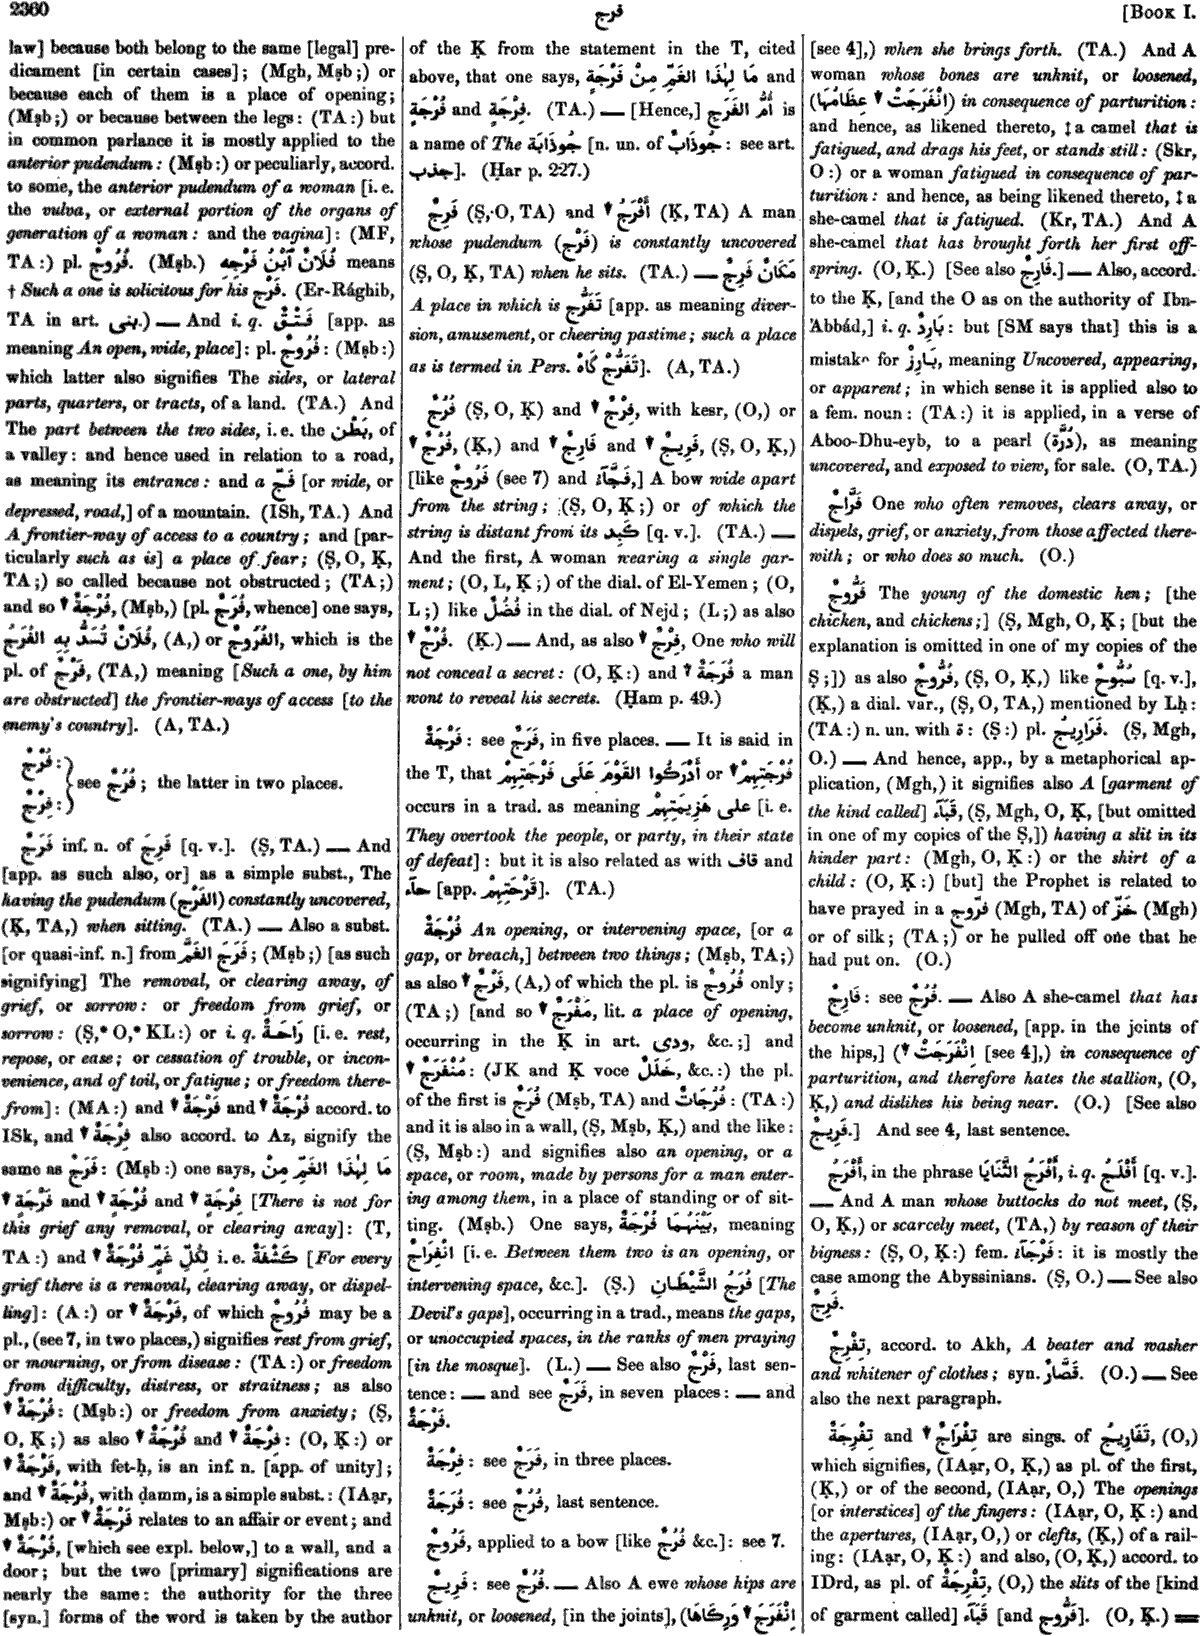 2360
فرج
[Book I.
law] because both belong to the same [legal] pre-
dicament [in certain cases]; (Mgh, Mṣb;) or
because each of them is a place of opening;
(Mṣb;) or because between the legs: (TA:) but
in common parlance it is mostly applied to the
anterior pudendum: (Mṣb:) or peculiarly, accord.
to some, the anterior pudendum of a woman [i. e.
the vulva, or external portion of the organs of
generation of a woman: and the vagina]: (MF,
TA:) pl. فُرُوجٌ. (Mṣb.) فُلَانٌ ٱبْنُ فَرْجِهِ means
† Such a one is solicitous for his فَرْج. (Er-Rághib,
TA in art. بنى.) — And i. q. فَتْقٌ [app. as
meaning An open, wide, place]: pl. فُرُوجٌ: (Mṣb:)
which latter also signifies The sides, or lateral
parts, quarters, or tracts, of a land. (TA.) And
The part between the two sides, i. e. the بَطْن, of
a valley: and hence used in relation to a road,
as meaning its entrance: and a فَجّ [or wide, or
depressed, road,] of a mountain. (ISh, TA.) And
A frontier-way of access to a country; and [par-
ticularly such as is] a place of fear; (Ṣ, O, Ḳ,
TA;) so called because not obstructed; (TA;)
and so ▼ فُرْجَةٌ, (Mṣb,) [pl. فُرَجٌ, whence] one says,
فُلَانٌ تُسَدُّ بِهِ الفُرَجُ, (A,) or الفُرُوجُ, which is the
pl. of فَرْجٌ, (TA,) meaning [Such a one, by him
are obstructed] the frontier-ways of access [to the
enemy's country]. (A, TA.)
فُرْجٌ:
see فُرُجٌ; the latter in two places.
فِرْجٌ:
فَرَجٌ inf. n. of فَرِجَ [q. v.]. (Ṣ, TA.) — And
[app. as such also, or] as a simple subst., The
having the pudendum (الفَرْج) constantly uncovered,
(Ḳ, TA,) when sitting. (TA.) — Also a subst.
[or quasi-inf. n.] from فَرَجَ الغَمَّ; (Mṣb;) [as such
signifying] The removal, or clearing away, of
grief, or sorrow: or freedom from grief, or
sorrow: (Ṣ,* O,* KL:) or i. q. رَاحَةٌ [i. e. rest,
repose, or ease; or cessation of trouble, or incon-
venience, and of toil, or fatigue; or freedom there-
from]: (MA:) and ▼ فَرْجَةٌ and ▼ فُرْجَةٌ accord. to
ISk, and ▼ فِرْجَةٌ also accord. to Az, signify the
same as فَرَجٌ: (Mṣb:) one says, مَا لِهٰذَا الغَمِّ مِنْ
▼ فَرْجَةٍ and ▼ فُرْجَةٍ and ▼ فِرْجَةٍ [There is not for
this grief any removal, or clearing away]: (T,
TA:) and لِكُلِّ غَمٍّ فَرْجَةٌ ▼ i. e. كَشْفَةٌ [For every
grief there is a removal, clearing away, or dispel-
ling]: (A:) or ▼ فَرْجَةٌ, of which فُرُوجٌ may be a
pl., (see 7, in two places,) signifies rest from grief,
or mourning, or from disease: (TA:) or freedom
from difficulty, distress, or straitness; as also
▼ فُرْجَةٌ: (Mṣb:) or freedom from anxiety; (Ṣ,
O, Ḳ;) as also ▼ فُرْجَةٌ and ▼ فِرْجَةٌ: (O, Ḳ:) or
▼ فَرْجَةٌ, with fet-ḥ, is an inf. n. [app. of unity];
and ▼ فُرْجَةٌ, with ḍamm, is a simple subst.: (IAạr,
Mṣb:) or ▼ فَرْجَةٌ relates to an affair or event; and
▼ فُرْجَةٌ, [which see expl. below,] to a wall, and a
door; but the two [primary] significations are
nearly the same: the authority for the three
[syn.] forms of the word is taken by the author
of the Ḳ from the statement in the T, cited
above, that one says, مَا لِهٰذَا الغَمِّ مِنْ فَرْجَةٍ and
فُرْجَةٍ and فِرْجَةٍ. (TA.) — [Hence,] أُمُّ الفَرَجِ is
a name of The جُوذَابَة [n. un. of جُوذَابٌ: see art.
جذب]. (Ḥar p. 227.)
فَرِجٌ (Ṣ, O, TA) and ▼ أَفْرَجُ (Ḳ, TA) A man
whose pudendum (فَرْج) is constantly uncovered
(Ṣ, O, Ḳ, TA) when he sits. (TA.) — مَكَانٌ فَرِجٌ
A place in which is تَفَرُّج [app. as meaning diver-
sion, amusement, or cheering pastime; such a place
as is termed in Pers. تَفَرُّجْ گَاهْ]. (A, TA.)
فُرُجٌ (Ṣ, O, Ḳ) and ▼ فِرْجٌ, with kesr, (O,) or
▼ فُرْجٌ, (Ḳ,) and ▼ فَارِجٌ and ▼ فَرِيجٌ, (Ṣ, O, Ḳ,)
[like فَرُوجٌ (see 7) and فَجَّآءُ,] A bow wide apart
from the string; (Ṣ, O, Ḳ;) or of which the
string is distant from its كَبِد [q. v.]. (TA.) —
And the first, A woman wearing a single gar-
ment; (O, L, Ḳ;) of the dial. of El-Yemen; (O,
L;) like فُضُلٌ in the dial. of Nejd; (L;) as also
▼ فُرْجٌ. (Ḳ.) — And, as also ▼ فِرْجٌ, One who will
not conceal a secret: (O, Ḳ:) and ▼ فُرَجَةٌ a man
wont to reveal his secrets. (Ḥam p. 49.)
فَرْجَةٌ: see فَرَجٌ, in five places. — It is said in
the T, that أَدْرَكُوا القَوْمَ عَلَى فَرْجَتِهِمْ or ▼ فُرْجَتِهِمْ
occurs in a trad. as meaning على هَزِيمَتِهِمْ [i. e.
They overtook the people, or party, in their state
of defeat]: but it is also related as with قاف and
حآء [app. قَرْحَتِهِمْ]. (TA.)
فُرْجَةٌ An opening, or intervening space, [or a
gap, or breach,] between two things; (Mṣb, TA;)
as also ▼ فَرْجٌ, (A,) of which the pl. is فُرُوجٌ only;
(TA;) [and so ▼ مَفْرَجٌ, lit. a place of opening,
occurring in the Ḳ in art. ودى, &c.;] and
▼ مُنْفَرَجٌ: (JK and Ḳ voce خَلَلٌ, &c.:) the pl.
of the first is فُرَجٌ (Mṣb, TA) and فُرُجَاتٌ: (TA:)
and it is also in a wall, (Ṣ, Mṣb, Ḳ,) and the like:
(Ṣ, Mṣb:) and signifies also an opening, or a
space, or room, made by persons for a man enter-
ing among them, in a place of standing or of sit-
ting. (Mṣb.) One says, بَيْنَهُمَا فُرْجَةٌ, meaning
اِنْفِرَاجٌ [i. e. Between them two is an opening, or
intervening space, &c.]. (Ṣ.) فُرَجُ الشَّيْطَانِ [The
Devil's gaps], occurring in a trad., means the gaps,
or unoccupied spaces, in the ranks of men praying
[in the mosque]. (L.) — See also فَرْجٌ, last sen-
tence: — and see فَرَجٌ, in seven places: — and
فَرْجَةٌ.
فِرْجَةٌ: see فَرَجٌ, in three places.
فُرَجَةٌ: see فُرُجٌ, last sentence.
فَرُوجٌ, applied to a bow [like فُرُجٌ &c.]: see 7.
فَرِيجٌ: see فُرُجٌ. — Also A ewe whose hips are
unknit, or loosened, [in the joints], (اِنْفَرَجَ ▼ وَرِكَاهَا
[see 4],) when she brings forth. (TA.) And A
woman whose bones are unknit, or loosened,
(اِنْفَرَجَتْ ▼ عِظَامُهَا) in consequence of parturition:
and hence, as likened thereto, ‡ a camel that is
fatigued, and drags his feet, or stands still: (Skr,
O:) or a woman fatigued in consequence of par-
turition: and hence, as being likened thereto, ‡ a
she-camel that is fatigued. (Kr, TA.) And A
she-camel that has brought forth her first off-
spring. (O, Ḳ.) [See also فَارِجٌ.] — Also, accord.
to the Ḳ, [and the O as on the authority of Ibn-
'Abbád,] i. q. بَارِدٌ: but [SM says that] this is a
mistake for بَارِزٌ, meaning Uncovered, appearing,
or apparent; in which sense it is applied also to
a fem. noun: (TA:) it is applied, in a verse of
Aboo-Dhu-eyb, to a pearl (دُرَّة), as meaning
uncovered, and exposed to view, for sale. (O, TA.)
فَرَّاجٌ One who often removes, clears away, or
dispels, grief, or anxiety, from those affected there-
with; or who does so much. (O.)
فَرُّوجٌ The young of the domestic hen; [the
chicken, and chickens;] (Ṣ, Mgh, O, Ḳ; [but the
explanation is omitted in one of my copies of the
Ṣ;]) as also فُرُّوجٌ, (Ṣ, O, Ḳ,) like سُبُّوحٌ [q. v.],
(Ḳ,) a dial. var., (Ṣ, O, TA,) mentioned by Lḥ:
(TA:) n. un. with ة: (Ṣ:) pl. فَرَارِيجُ. (Ṣ, Mgh,
O.) — And hence, app., by a metaphorical ap-
plication, (Mgh,) it signifies also A [garment of
the kind called] قَبَآء, (Ṣ, Mgh, O, Ḳ, [but omitted
in one of my copies of the Ṣ,]) having a slit in its
hinder part: (Mgh, O, Ḳ:) or the shirt of a
child: (O, Ḳ:) [but] the Prophet is related to
have prayed in a فَرُّوج (Mgh, TA) of خَزّ (Mgh)
or of silk; (TA;) or he pulled off one that he
had put on. (O.)
فَارِجٌ: see فُرُجٌ. — Also A she-camel that has
become unknit, or loosened, [app. in the joints of
the hips,] (اِنْفَرَجَتْ ▼ [see 4],) in consequence of
parturition, and therefore hates the stallion, (O,
Ḳ,) and dislikes his being near. (O.) [See also
فَرِيجٌ.] And see 4, last sentence.
أَفْرَجُ, in the phrase أَفْرَجُ الثَّنَايَا, i. q. أَفْلَجُ [q. v.].
— And A man whose buttocks do not meet, (Ṣ,
O, Ḳ,) or scarcely meet, (TA,) by reason of their
bigness: (Ṣ, O, Ḳ:) fem. فَرْجَآءُ: it is mostly the
case among the Abyssinians. (Ṣ, O.) — See also
فَرِجٌ.
تِفْرِجٌ, accord. to Akh, A beater and washer
and whitener of clothes; syn. قَصَّارٌ. (O.) — See
also the next paragraph.
تِفْرِجَةٌ and ▼ تِفْرَاجٌ are sings. of تَفَارِيجُ, (O,)
which signifies, (IAạr, O, Ḳ,) as pl. of the first,
(Ḳ,) or of the second, (IAạr, O,) The openings
[or interstices] of the fingers: (IAạr, O, Ḳ:) and
the apertures, (IAạr, O,) or clefts, (Ḳ,) of a rail-
ing: (IAạr, O, Ḳ:) and also, (O, Ḳ,) accord. to
IDrd, as pl. of تِفْرِجَةٌ, (O,) the slits of the [kind
of garment called] قَبَآء [and فَرُّوج]. (O, Ḳ.) =